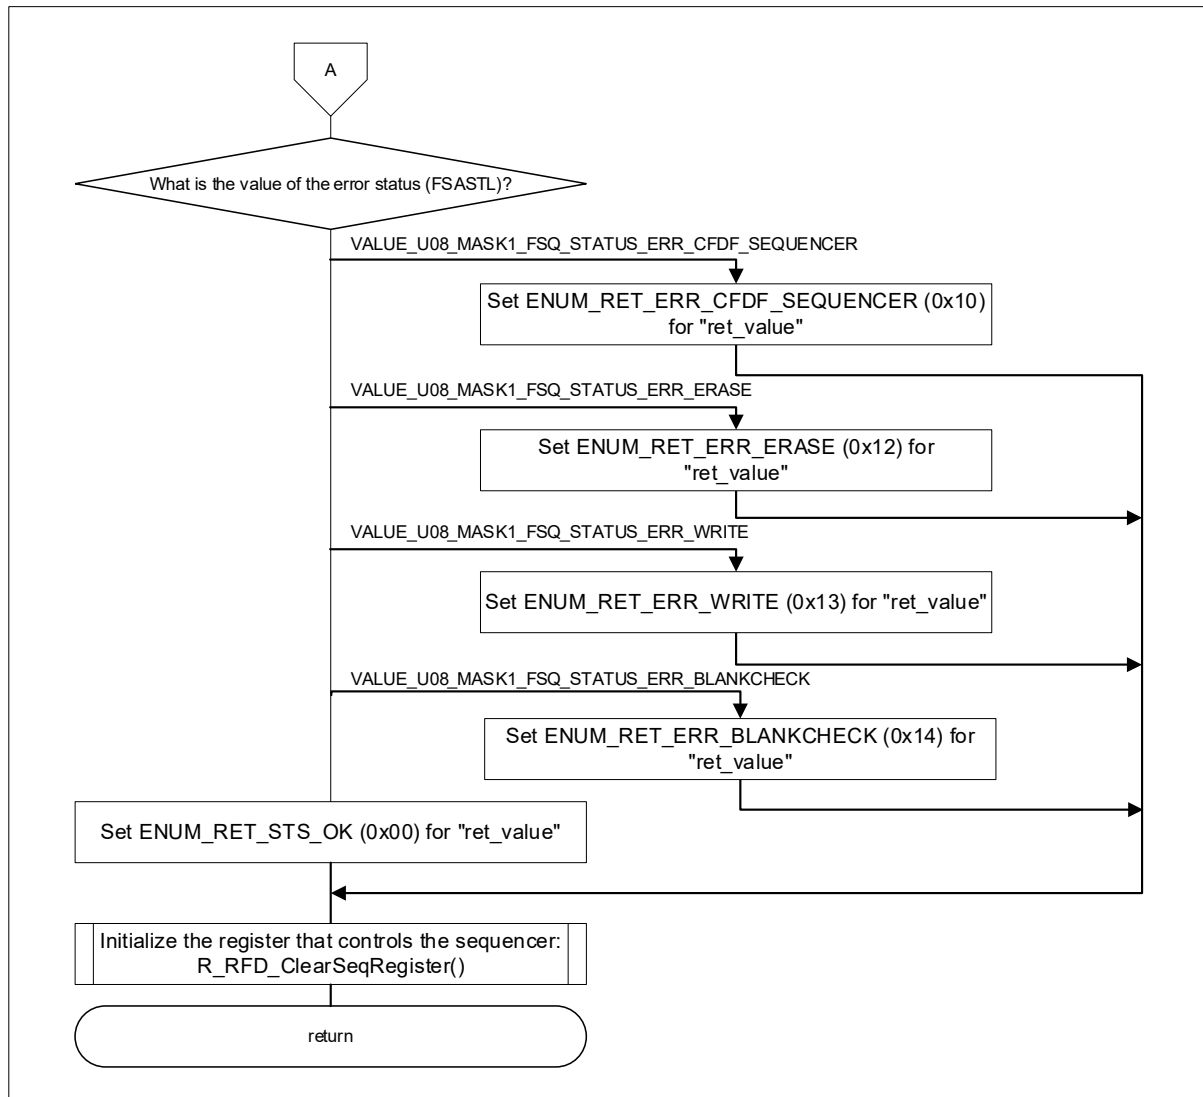 A
What is the value of the error status (FSASTL)?
VALUE_U08_MASK1_FSQ_STATUS_ERR_CFDF_SEQUENCER
Set ENUM_RET_ERR_CFDF_SEQUENCER (0x10)
for "ret_value"
VALUE_U08_MASK1_FSQ_STATUS_ERR_ERASE
Set ENUM_RET_ERR_ERASE (0x12) for
"ret_value"
VALUE_U08_MASK1_FSQ_STATUS_ERR_WRITE
Set ENUM_RET_ERR_WRITE (0x13) for "ret_value"
VALUE_U08_MASK1_FSQ_STATUS_ERR_BLANKCHECK
Set ENUM_RET_ERR_BLANKCHECK (0x14) for
"ret_value"
Set ENUM_RET_STS_OK (0x00) for "ret_value"
Initialize the register that controls the sequencer:
R_RFD_ClearSeqRegister()
return